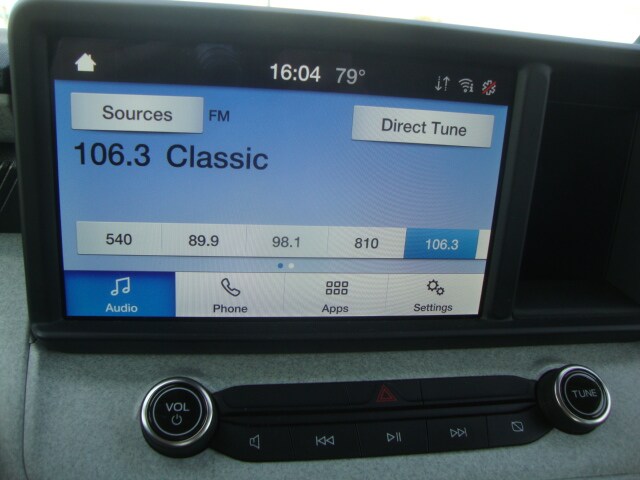 16:04 79°
Sources FM Direct Tune
106.3 Classic
540 89.9 98.1 810 106.3
Audio Phone Apps Settings
VOL TUNE